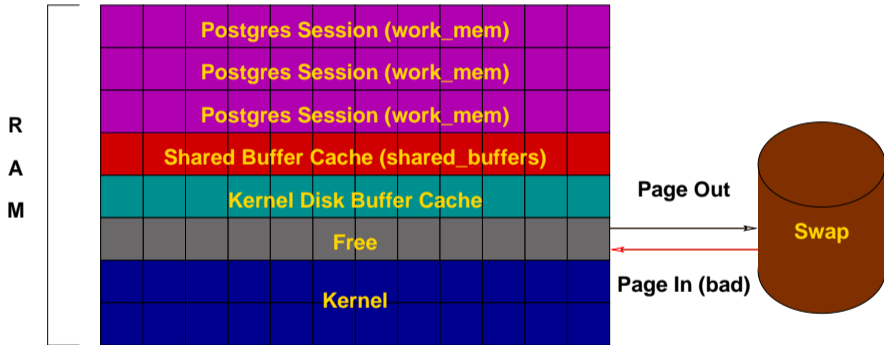 RAM
Postgres Session (work_mem)
Postgres Session (work_mem)
Postgres Session (work_mem)
Shared Buffer Cache (shared_buffers)
Kernel Disk Buffer Cache
Free
Kernel
Page Out
Page In (bad)
Swap